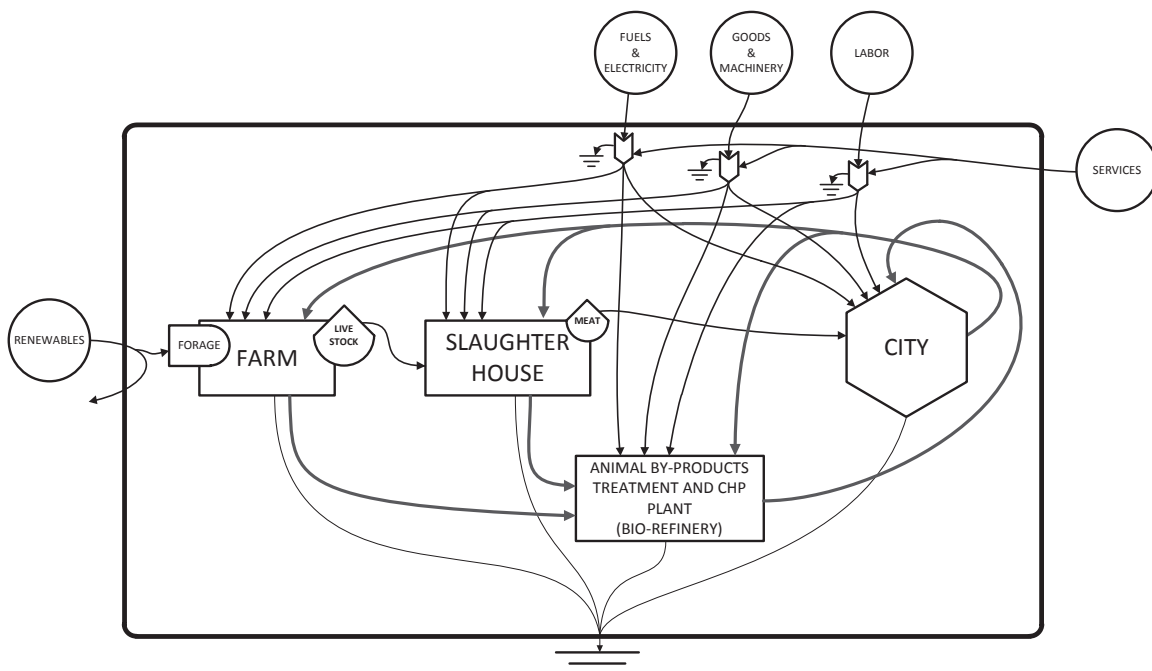 FUELS
&
ELECTRICITY
GOODS
&
MACHINERY
LABOR
SERVICES
RENEWABLES
FORAGE
FARM
LIVE
STOCK
SLAUGHTER
HOUSE
MEAT
CITY
ANIMAL BY-PRODUCTS
TREATMENT AND CHP
PLANT
(BIO-REFINERY)